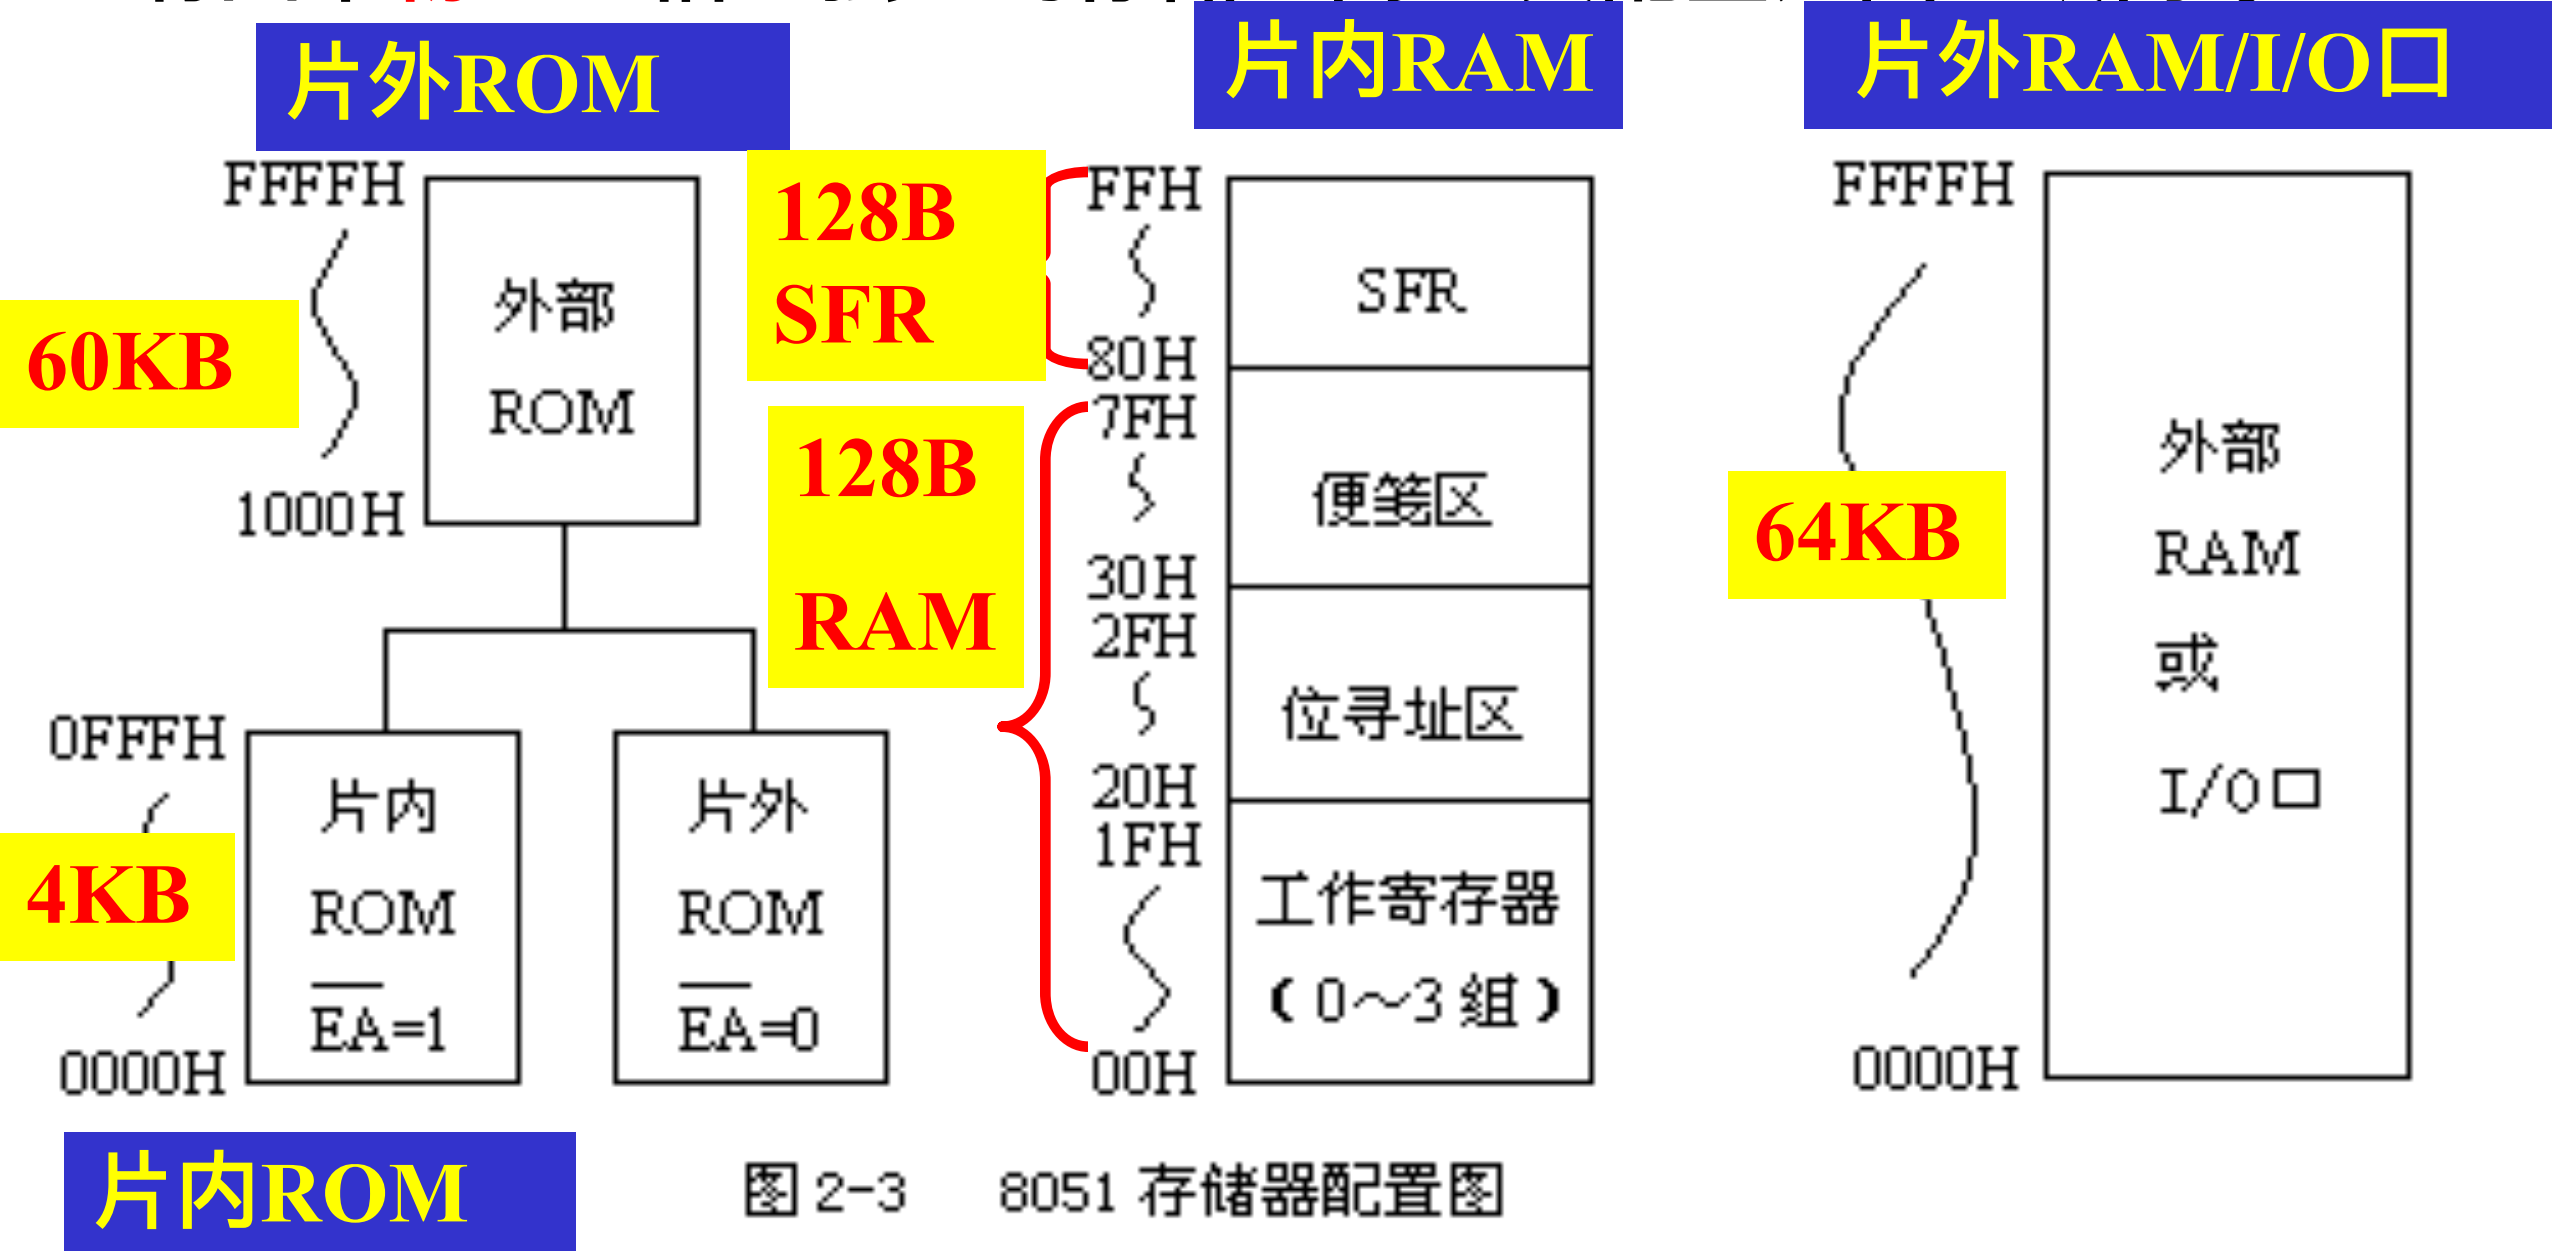 片外ROM
片内RAM
片外RAM/I/O口
FFFFH
外部
ROM
60KB
1000H
0FFFH
片内
ROM
EA=1
片外
ROM
EA=0
4KB
0000H
片内ROM
128B
SFR
128B
RAM
FFH
SFR
80H
7FH
便笺区
30H
2FH
位寻址区
20H
1FH
工作寄存器
(0～3组)
00H
FFFFH
64KB
外部
RAM
或
I/O口
0000H
图2-3 8051存储器配置图